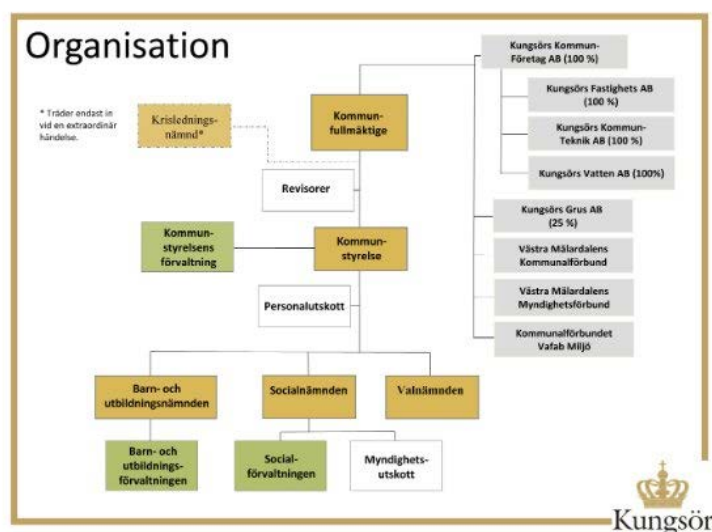 Organisation
* Träder endast in
vid en extraordinär
händelse.
Krislednings-
nämnd*
Kommun-
fullmäktige
Revisorer
Kommun-
styrelsens
förvaltning
Kommun-
styrelse
Personalutskott
Barn- och
utbildningsnämnden
Socialnämnden
Valnämnden
Barn- och
utbildnings-
förvaltningen
Social-
förvaltningen
Myndighets-
utskott
Kungsörs Kommun-
Företag AB (100 %)
Kungsörs Fastighets AB
(100 %)
Kungsörs Kommun-
Teknik AB (100 %)
Kungsörs Vatten AB (100%)
Kungsörs Grus AB
(25 %)
Västra Mälardalens
Kommunalförbund
Västra Mälardalens
Myndighetsförbund
Kommunalförbundet
Vafab Miljö
Kungsör